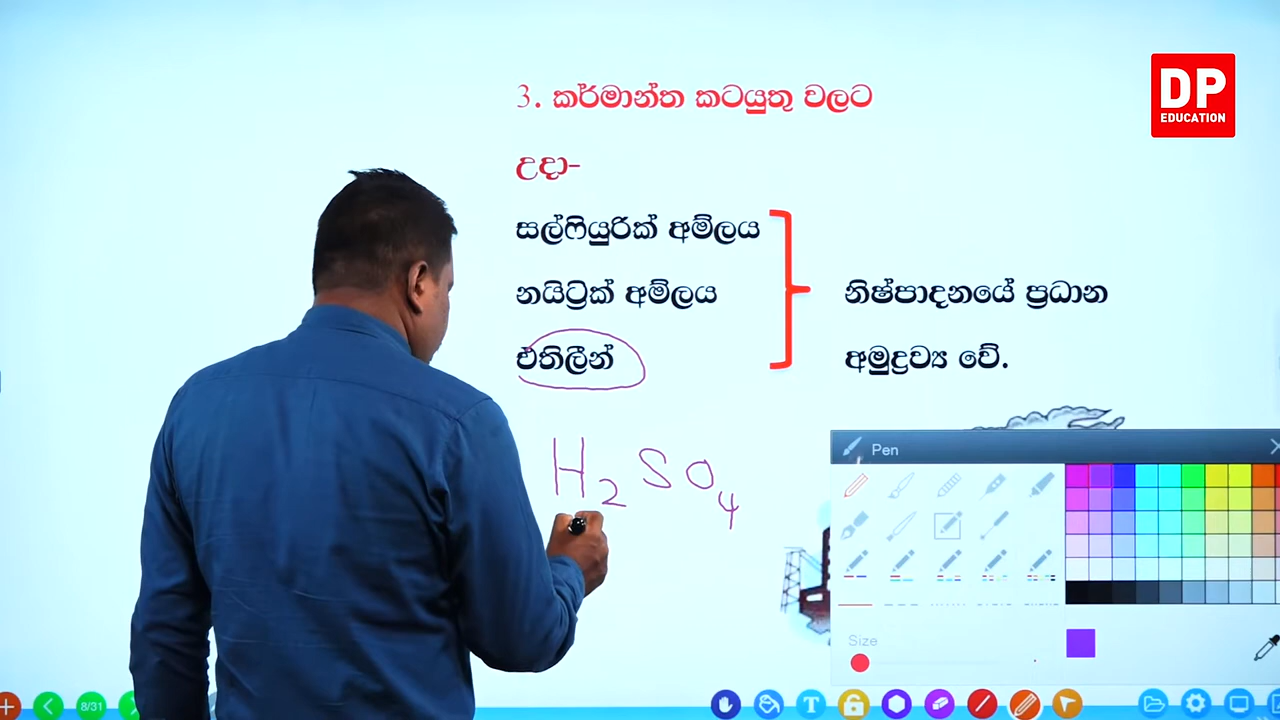 3. කර්මාන්ත කටයුතු වලට
DP
EDUCATION
උදා-
සල්ෆියුරික් අම්ලය
නයිට්‍රික් අම්ලය
එතිලීන්
නිෂ්පාදනයේ ප්‍රධාන
අමුද්‍රව්‍ය වේ.
H2SO4
Pen
Size
8/31